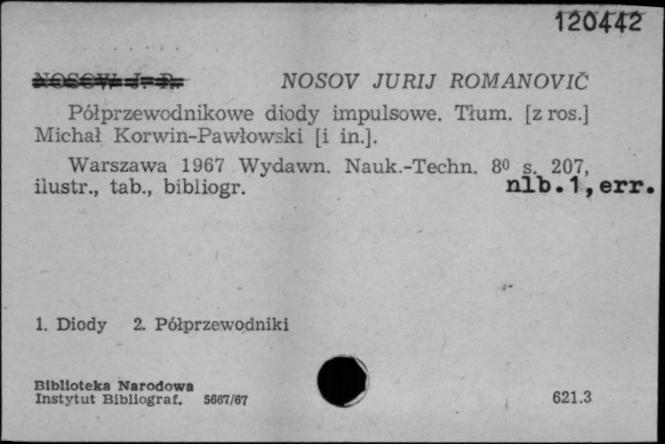 120442
NOSOW J. R. NOSOV JURIJ ROMANOVIČ
Półprzewodnikowe diody impulsowe. Tłum. [z ros.]
Michał Korwin-Pawłowski [i in.].
Warszawa 1967 Wydawn. Nauk.-Techn. 8⁰ s. 207,
ilustr., tab., bibliogr. nlb.1,err.
1. Diody 2. Półprzewodniki
Biblioteka Narodowa
Instytut Bibliograf. 5667/67 621.3